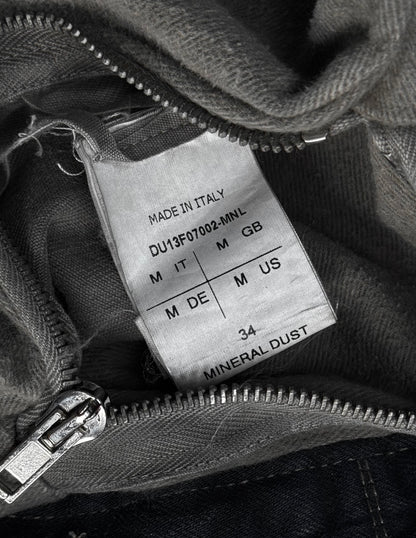 MADE IN ITALY
DU13F07002-MNL
M IT M GB
M DE M US
34
MINERAL DUST